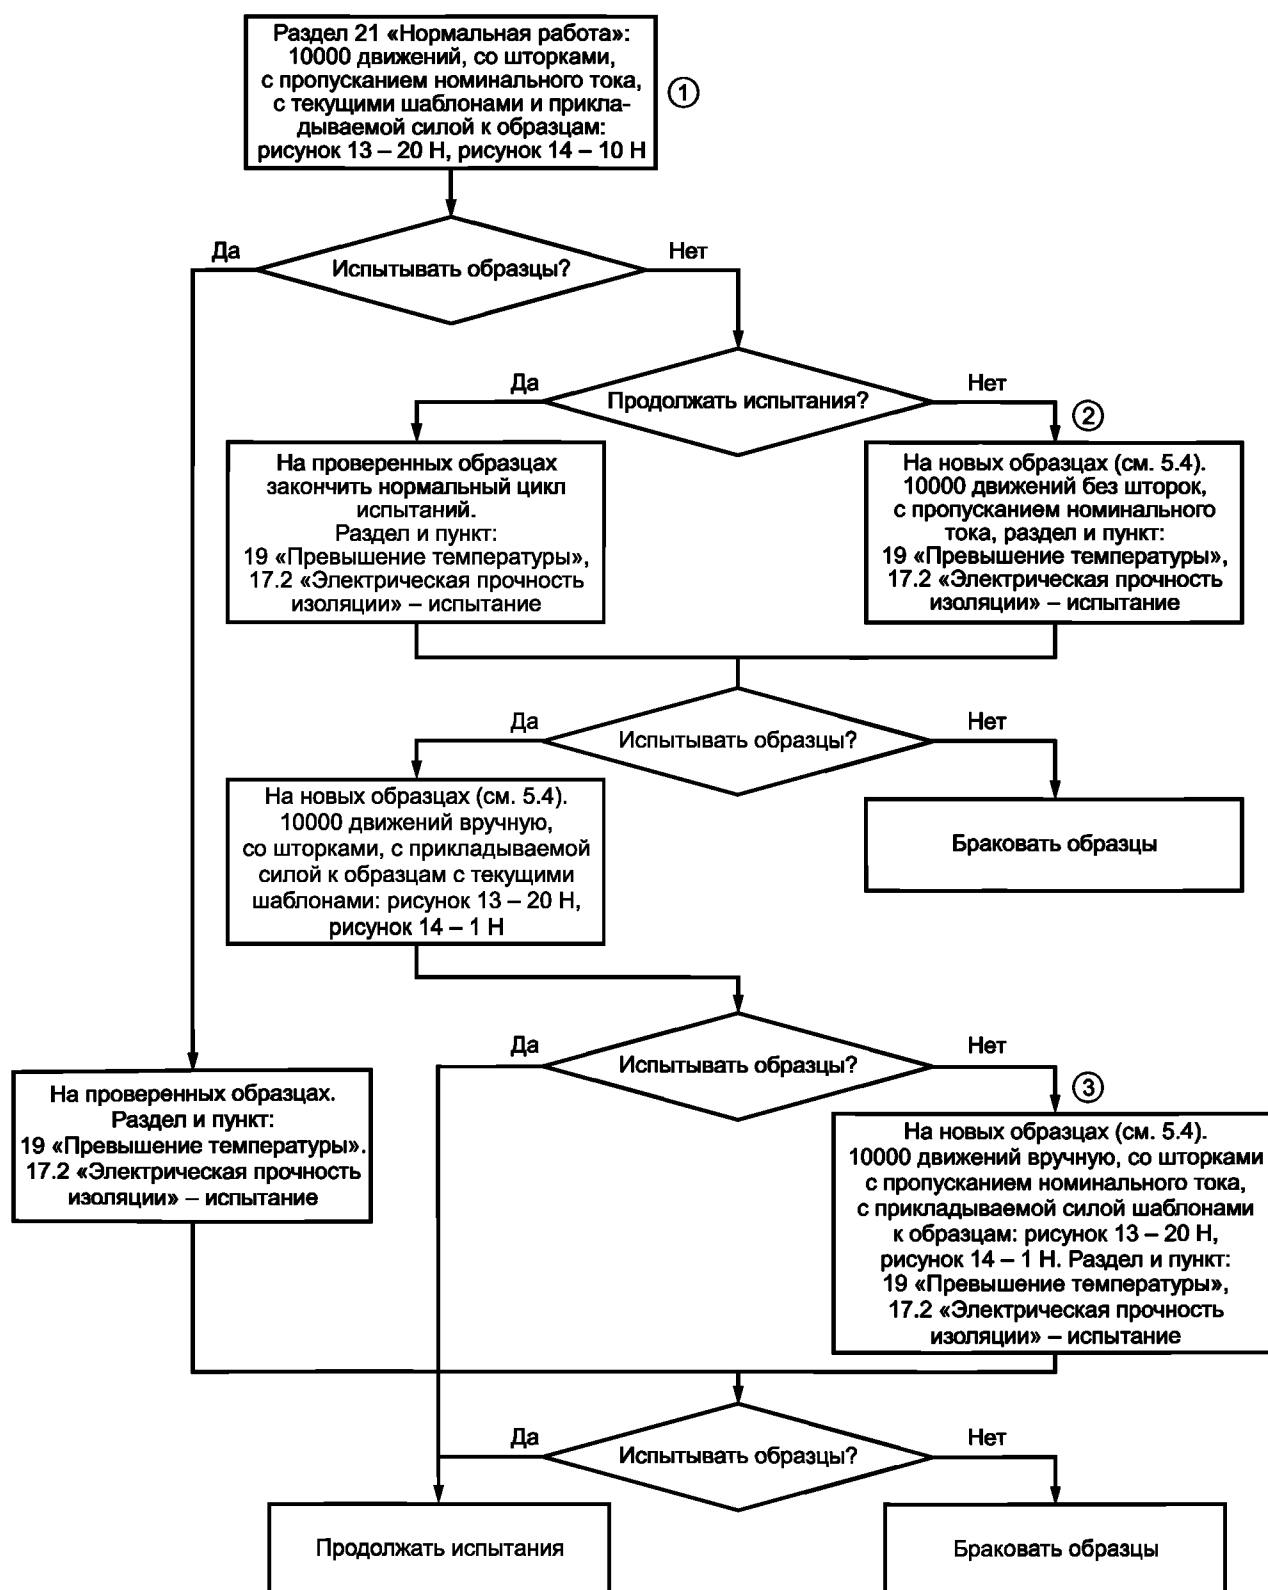 Раздел 21 «Нормальная работа»:
10000 движений, со шторками,
с пропусканием номинального тока,
с текущими шаблонами и прикла-
дываемой силой к образцам:
рисунок 13 – 20 Н, рисунок 14 – 10 Н
1
Да
Испытывать образцы?
Нет
Да
Продолжать испытания?
Нет
2
На проверенных образцах
закончить нормальный цикл
испытаний.
Раздел и пункт:
19 «Превышение температуры»,
17.2 «Электрическая прочность
изоляции» – испытание
На новых образцах (см. 5.4).
10000 движений без шторок,
с пропусканием номинального
тока, раздел и пункт:
19 «Превышение температуры»,
17.2 «Электрическая прочность
изоляции» – испытание
Да
Испытывать образцы?
Нет
На новых образцах (см. 5.4).
10000 движений вручную,
со шторками, с прикладываемой
силой к образцам с текущими
шаблонами: рисунок 13 – 20 Н,
рисунок 14 – 1 Н
Браковать образцы
Да
Испытывать образцы?
Нет
3
На проверенных образцах.
Раздел и пункт:
19 «Превышение температуры».
17.2 «Электрическая прочность
изоляции» – испытание
На новых образцах (см. 5.4).
10000 движений вручную, со шторками
с пропусканием номинального тока,
с прикладываемой силой шаблонами
к образцам: рисунок 13 – 20 Н,
рисунок 14 – 1 Н. Раздел и пункт:
19 «Превышение температуры»,
17.2 «Электрическая прочность
изоляции» – испытание
Да
Испытывать образцы?
Нет
Продолжать испытания
Браковать образцы